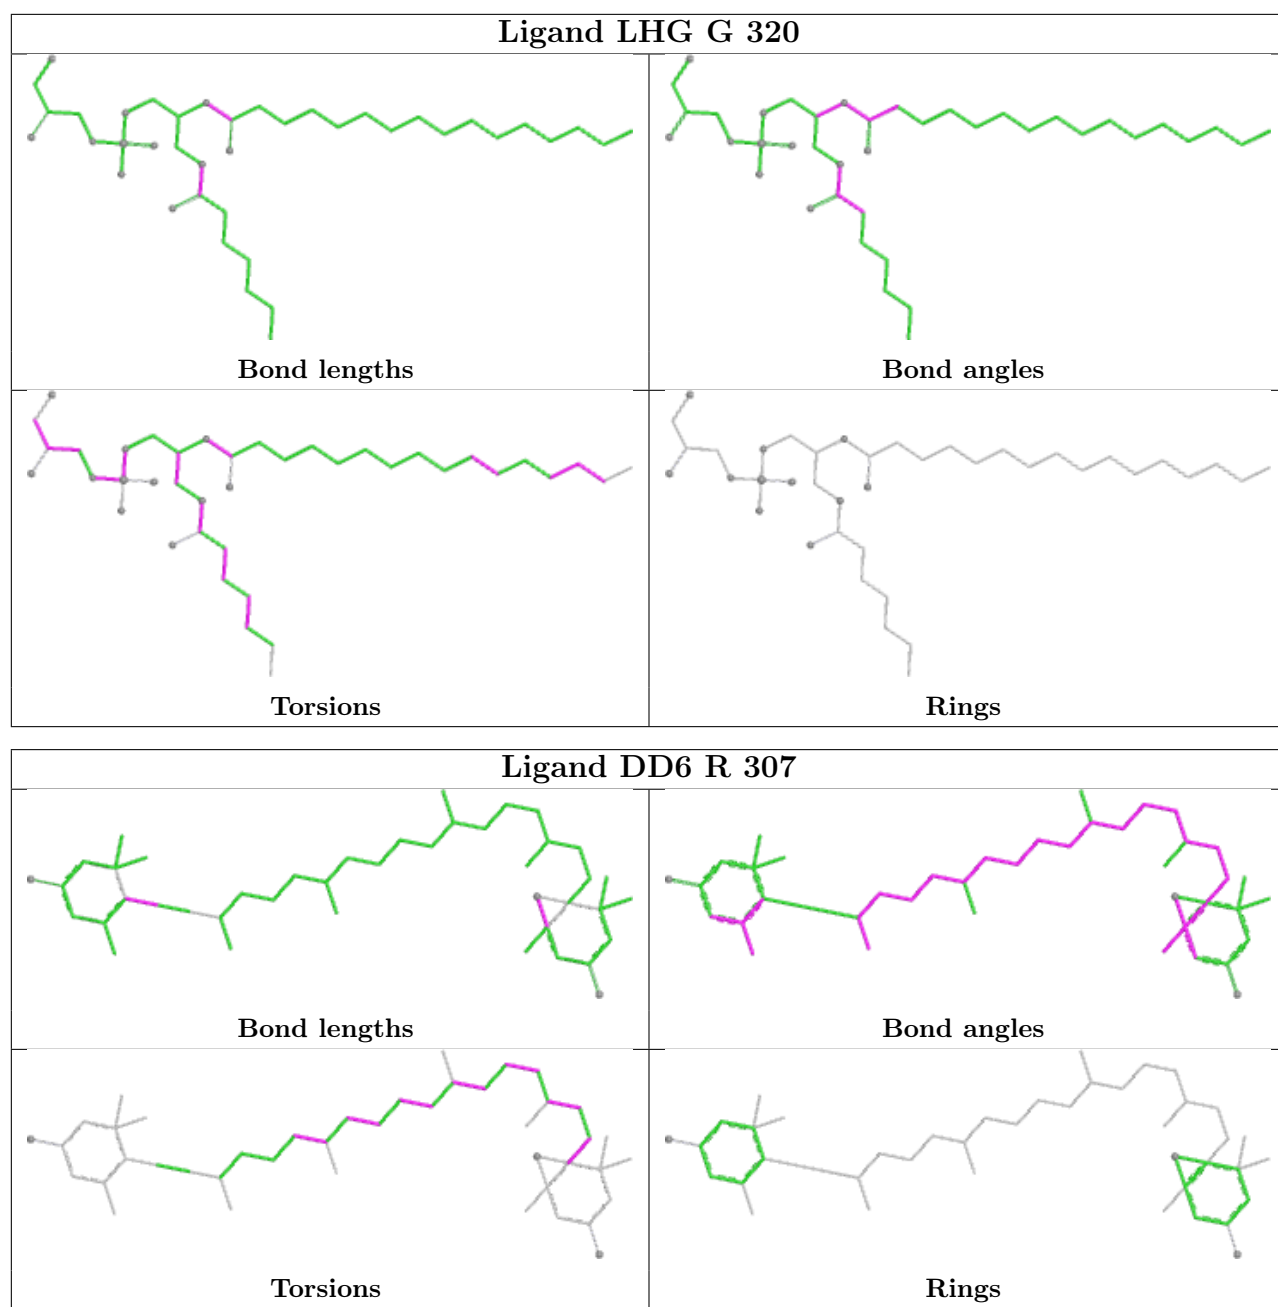 Ligand LHG G 320
Bond lengths
Bond angles
Torsions
Rings
Ligand DD6 R 307
Bond lengths
Bond angles
Torsions
Rings